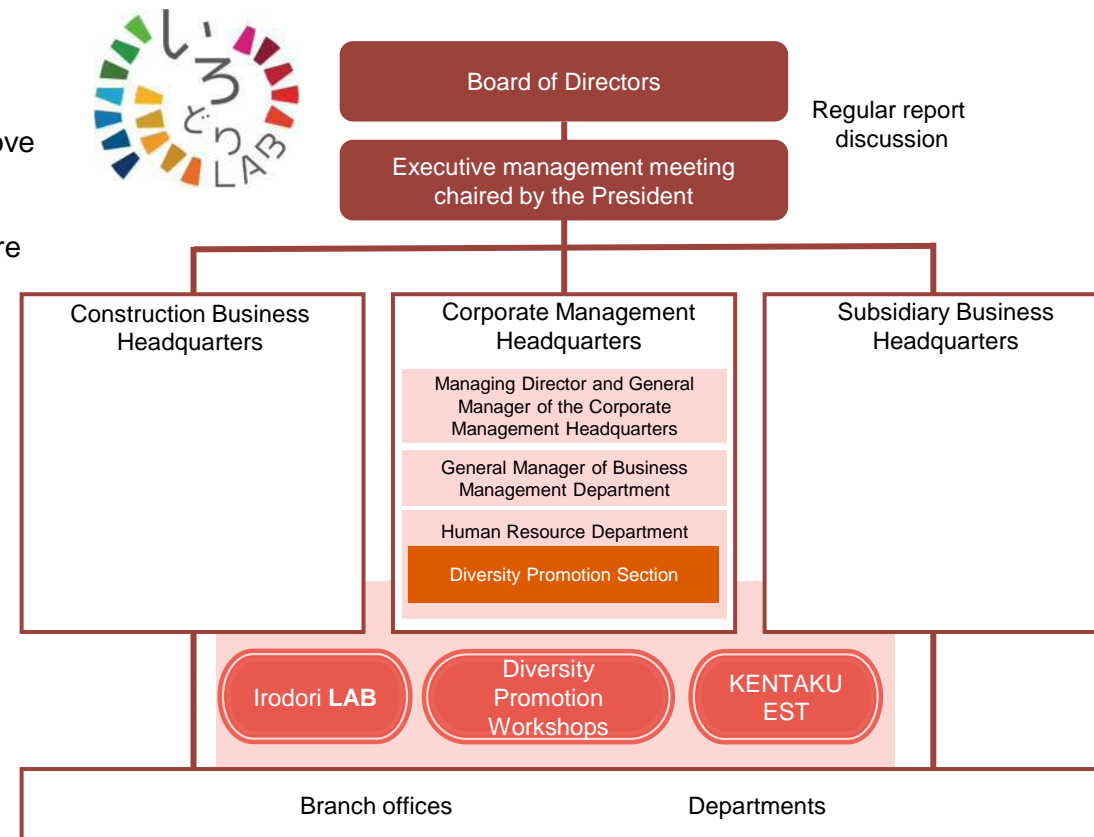 いろ
どり
LAB
ove
re
Board of Directors
Regular report
discussion
Executive management meeting
chaired by the President
Construction Business
Headquarters
Corporate Management
Headquarters
Subsidiary Business
Headquarters
Managing Director and General
Manager of the Corporate
Management Headquarters
General Manager of Business
Management Department
Human Resource Department
Diversity Promotion Section
Irodori LAB
Diversity
Promotion
Workshops
KENTAKU
EST
Branch offices
Departments